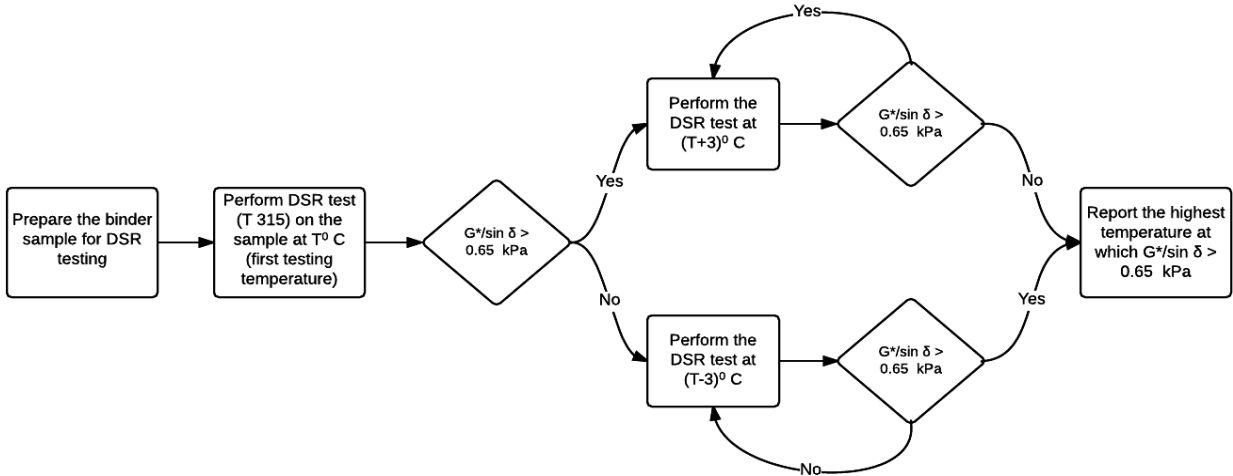 Prepare the binder
sample for DSR
testing
Perform DSR test
(T 315) on the
sample at T⁰ C
(first testing
temperature)
G*/sin δ >
0.65 kPa
Yes
No
Perform the
DSR test at
(T+3)⁰ C
G*/sin δ >
0.65 kPa
Yes
No
Perform the
DSR test at
(T-3)⁰ C
G*/sin δ >
0.65 kPa
No
Yes
Report the highest
temperature at
which G*/sin δ >
0.65 kPa